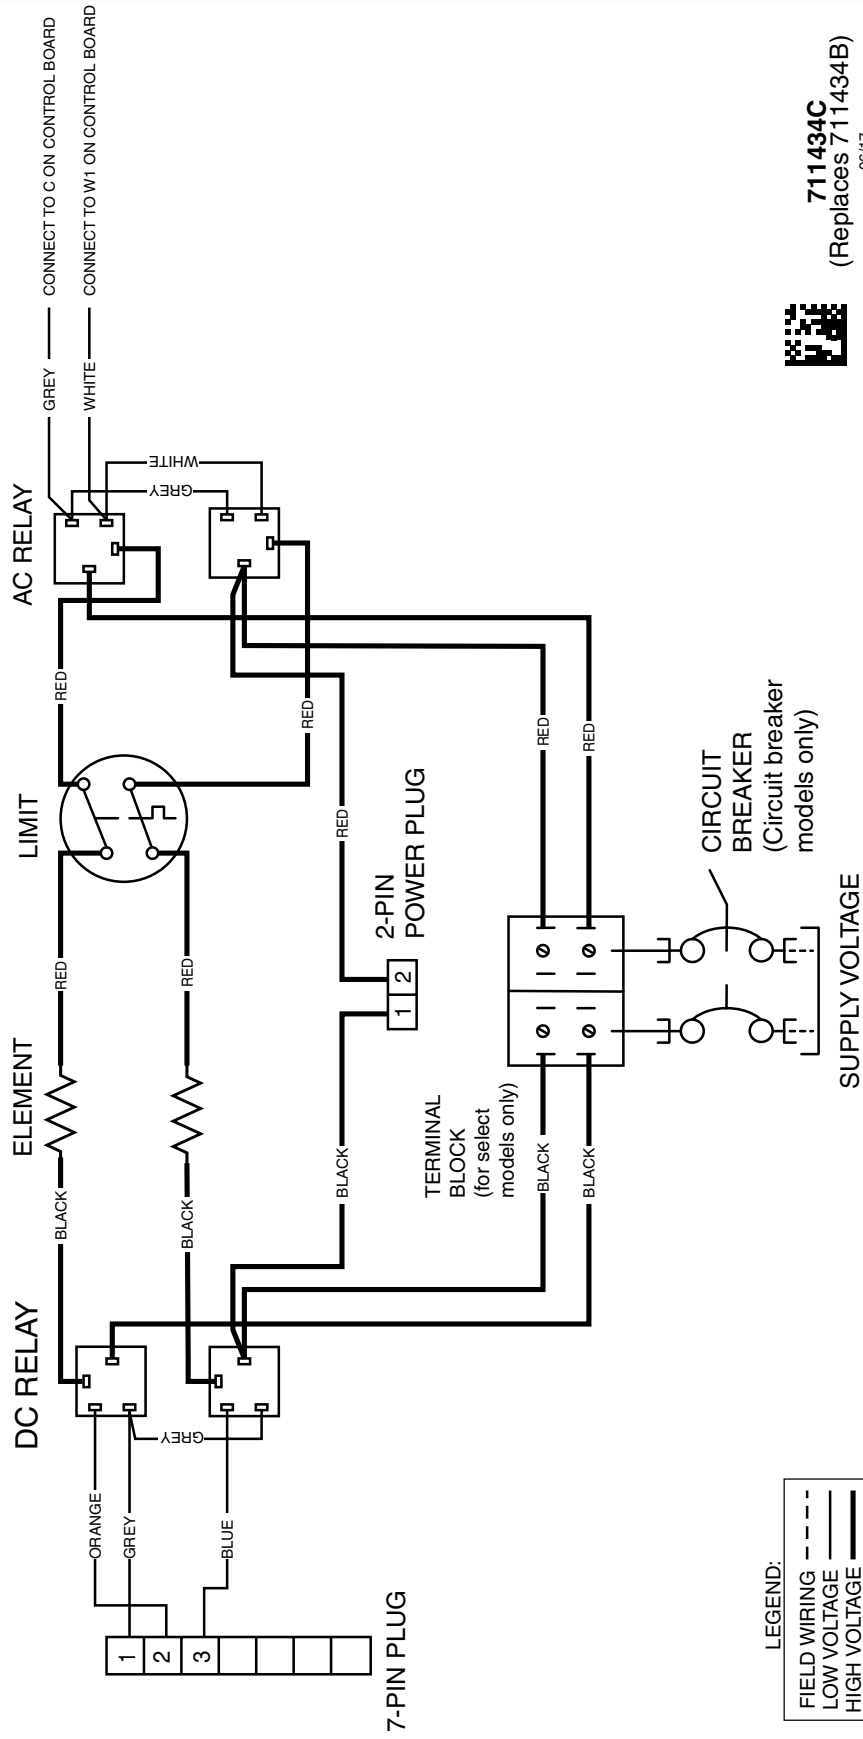 CONNECT TO C ON CONTROL BOARD
CONNECT TO W1 ON CONTROL BOARD
GREY
WHITE
AC RELAY
WHITE
GREY
RED
RED
LIMIT
RED
RED
RED
RED
RED
ELEMENT
2-PIN
POWER PLUG
1
2
BLACK
BLACK
BLACK
TERMINAL
BLOCK
(for select
models only)
BLACK
BLACK
CIRCUIT
BREAKER
(Circuit breaker
models only)
SUPPLY VOLTAGE
DC RELAY
GREY
ORANGE
GREY
BLUE
1
2
3
7-PIN PLUG
LEGEND:
FIELD WIRING
LOW VOLTAGE
HIGH VOLTAGE
711434C
(Replaces 711434B)